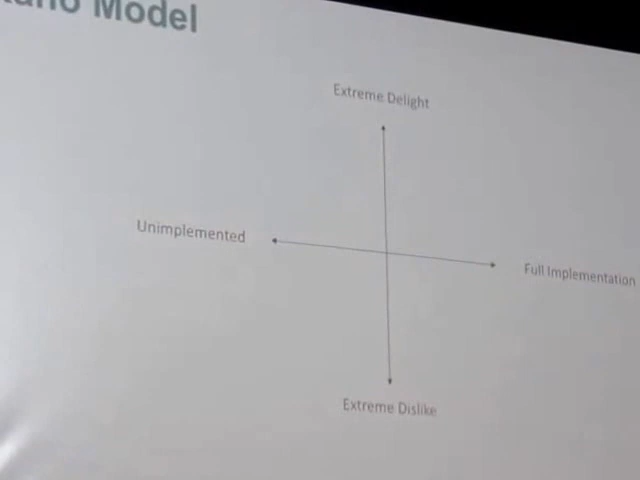 Model
Extreme Delight
Unimplemented
Full Implementation
Extreme Dislike